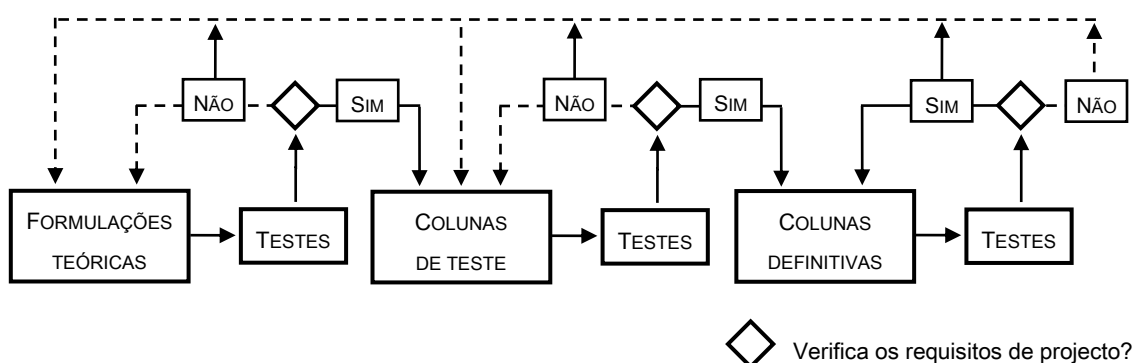 NÃO
SIM
NÃO
SIM
SIM
NÃO
FORMULAÇÕES
TEÓRICAS
TESTES
COLUNAS
DE TESTE
TESTES
COLUNAS
DEFINITIVAS
TESTES
Verifica os requisitos de projecto?